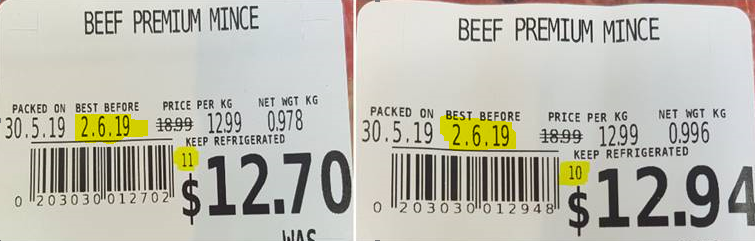 BEEF PREMIUM MINCE
PACKED ON BEST BEFORE PRICE PER KG NET WGT KG
30.5.19 2.6.19 18.99 12.99 0.978
KEEP REFRIGERATED
11
$12.70
0 203030 012702
WAS
BEEF PREMIUM MINCE
PACKED ON BEST BEFORE PRICE PER KG NET WGT KG
30.5.19 2.6.19 18.99 12.99 0.996
KEEP REFRIGERATED
10
$12.94
0 203030 012948